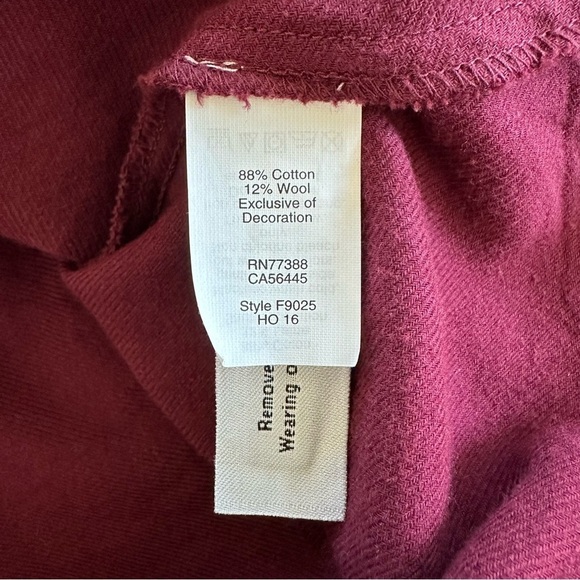 88% Cotton
12% Wool
Exclusive of
Decoration
RN77388
CA56445
Style F9025
HO 16
Remove
Wearing o